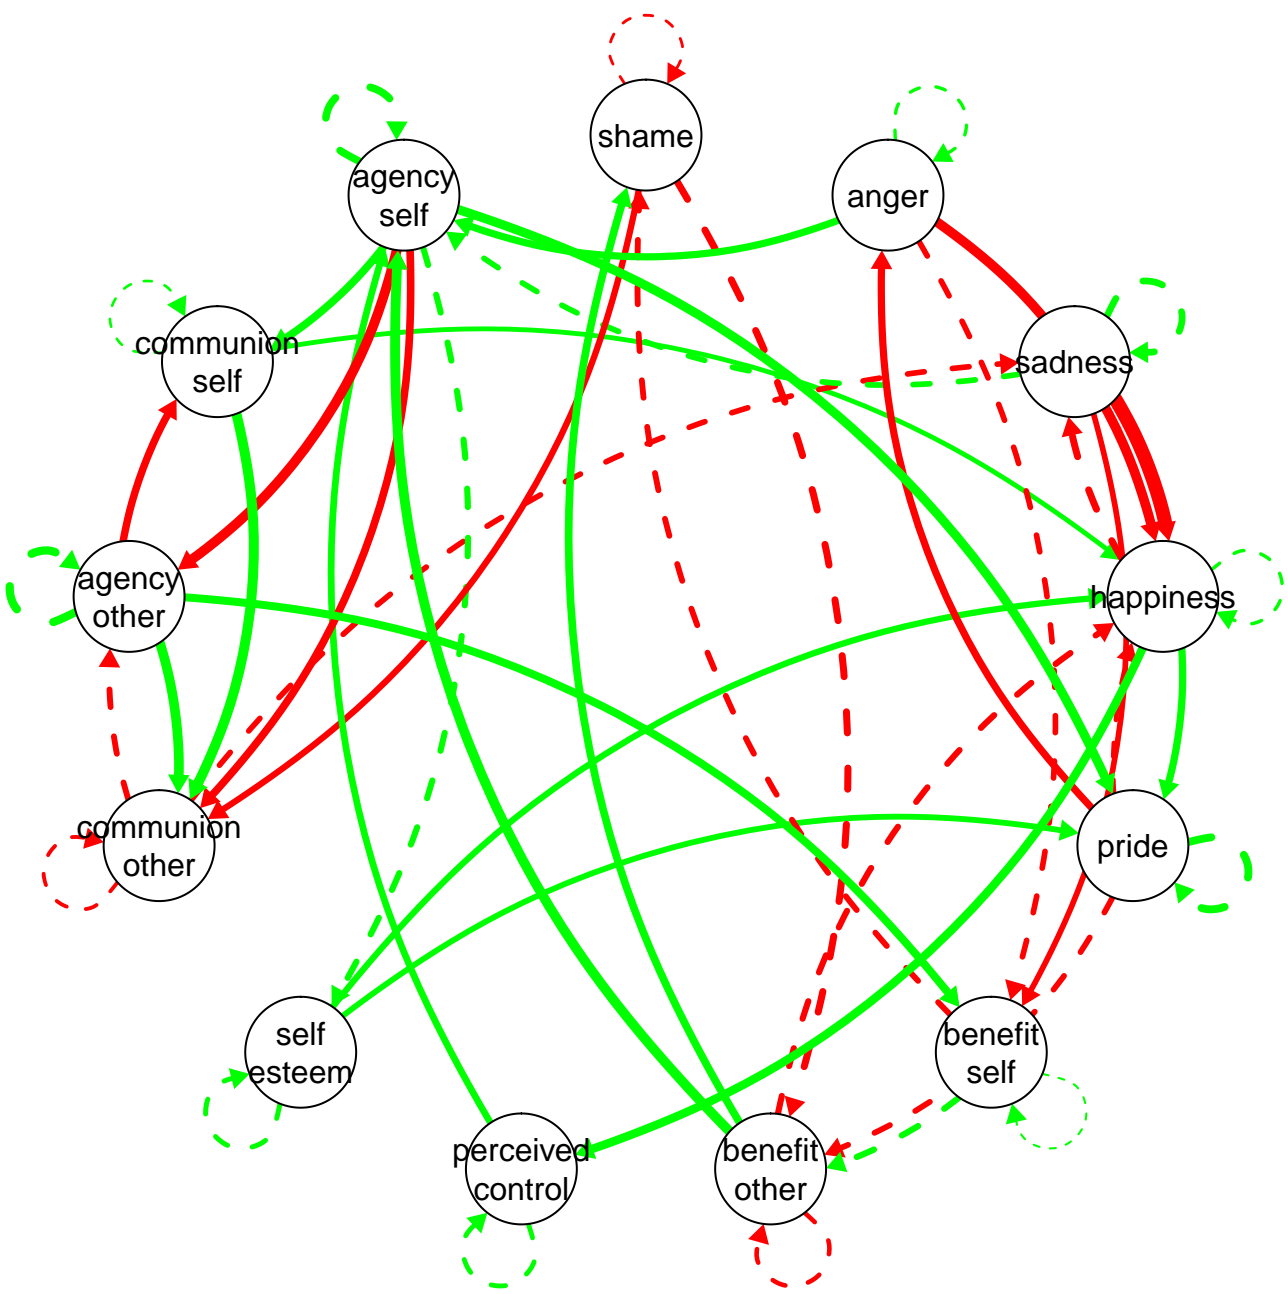 shame
agency
self
anger
communion
self
sadness
agency
other
happiness
communion
other
pride
self
esteem
benefit
self
perceived
control
benefit
other